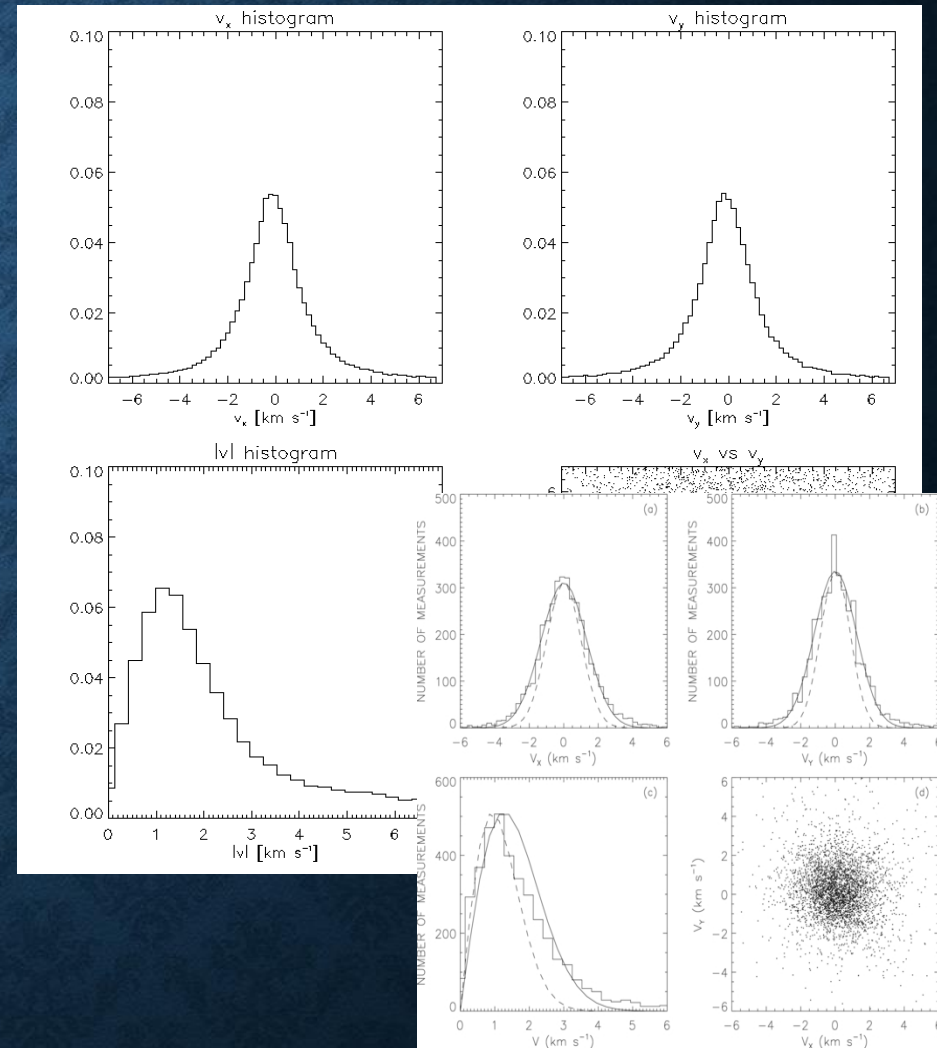 vₓ histogram
v_y histogram
0.10
0.08
0.06
0.04
0.02
0.00
−6 −4 −2 0 2 4 6
vₓ [km s⁻¹]
0.10
0.08
0.06
0.04
0.02
0.00
−6 −4 −2 0 2 4 6
v_y [km s⁻¹]
|v| histogram
vₓ vs v_y
0.10
0.08
0.06
0.04
0.02
0.00
0 1 2 3 4 5 6
|v| [km s⁻¹]
6
(a)
NUMBER OF MEASUREMENTS
500
400
300
200
100
0
−6 −4 −2 0 2 4 6
V_X (km s⁻¹)
(b)
NUMBER OF MEASUREMENTS
500
400
300
200
100
0
−6 −4 −2 0 2 4 6
V_Y (km s⁻¹)
(c)
NUMBER OF MEASUREMENTS
600
400
200
0
0 1 2 3 4 5 6
V (km s⁻¹)
(d)
V_Y (km s⁻¹)
6
4
2
0
−2
−4
−6
−6 −4 −2 0 2 4 6
V_X (km s⁻¹)